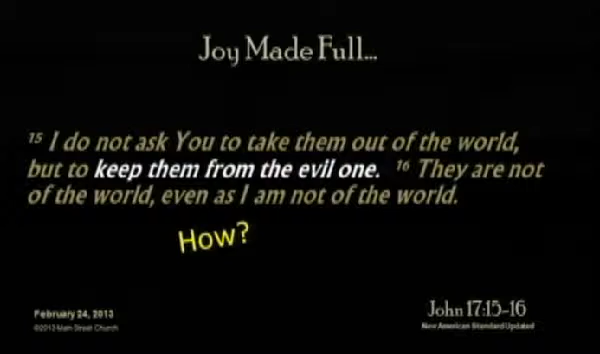 Joy Made Full...
15 I do not ask You to take them out of the world,
but to keep them from the evil one. 16 They are not
of the world, even as I am not of the world.
How?
February 24, 2013
©2013 Main Street Church
John 17:15-16
New American Standard Updated